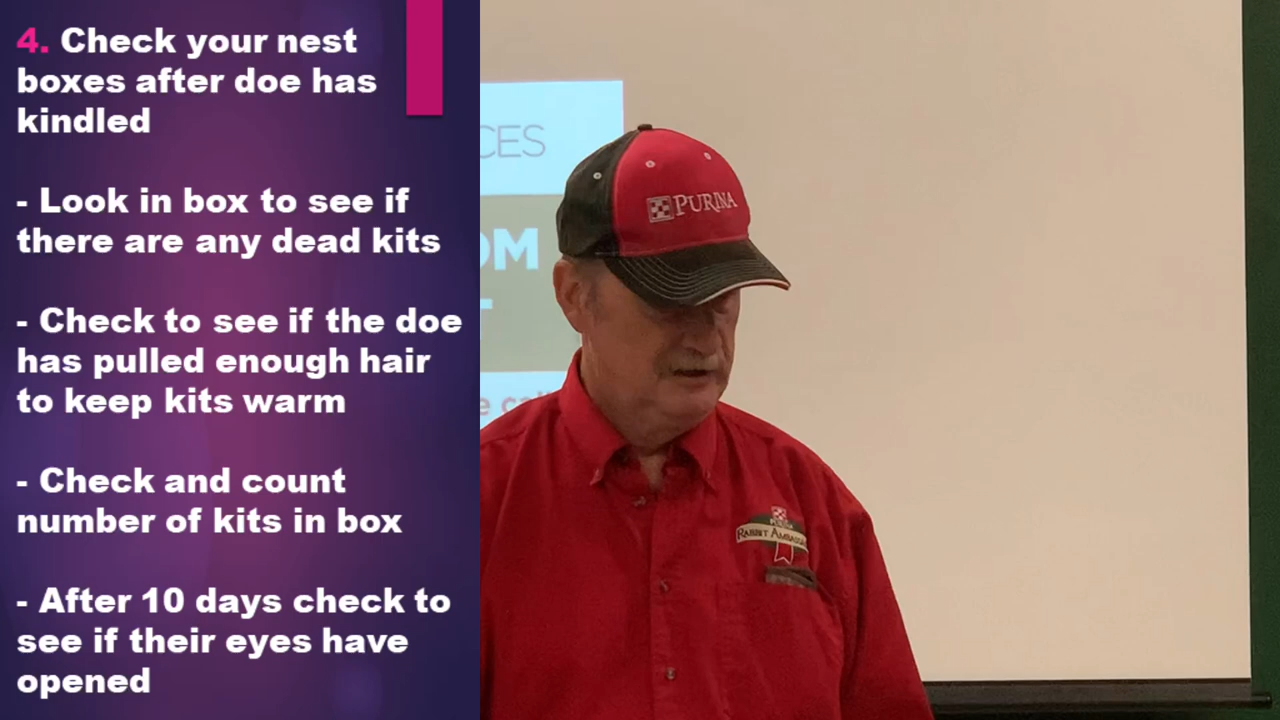 4. Check your nest
boxes after doe has
kindled
- Look in box to see if
there are any dead kits
- Check to see if the doe
has pulled enough hair
to keep kits warm
- Check and count
number of kits in box
- After 10 days check to
see if their eyes have
opened
CES
OM
PURINA
RABBIT